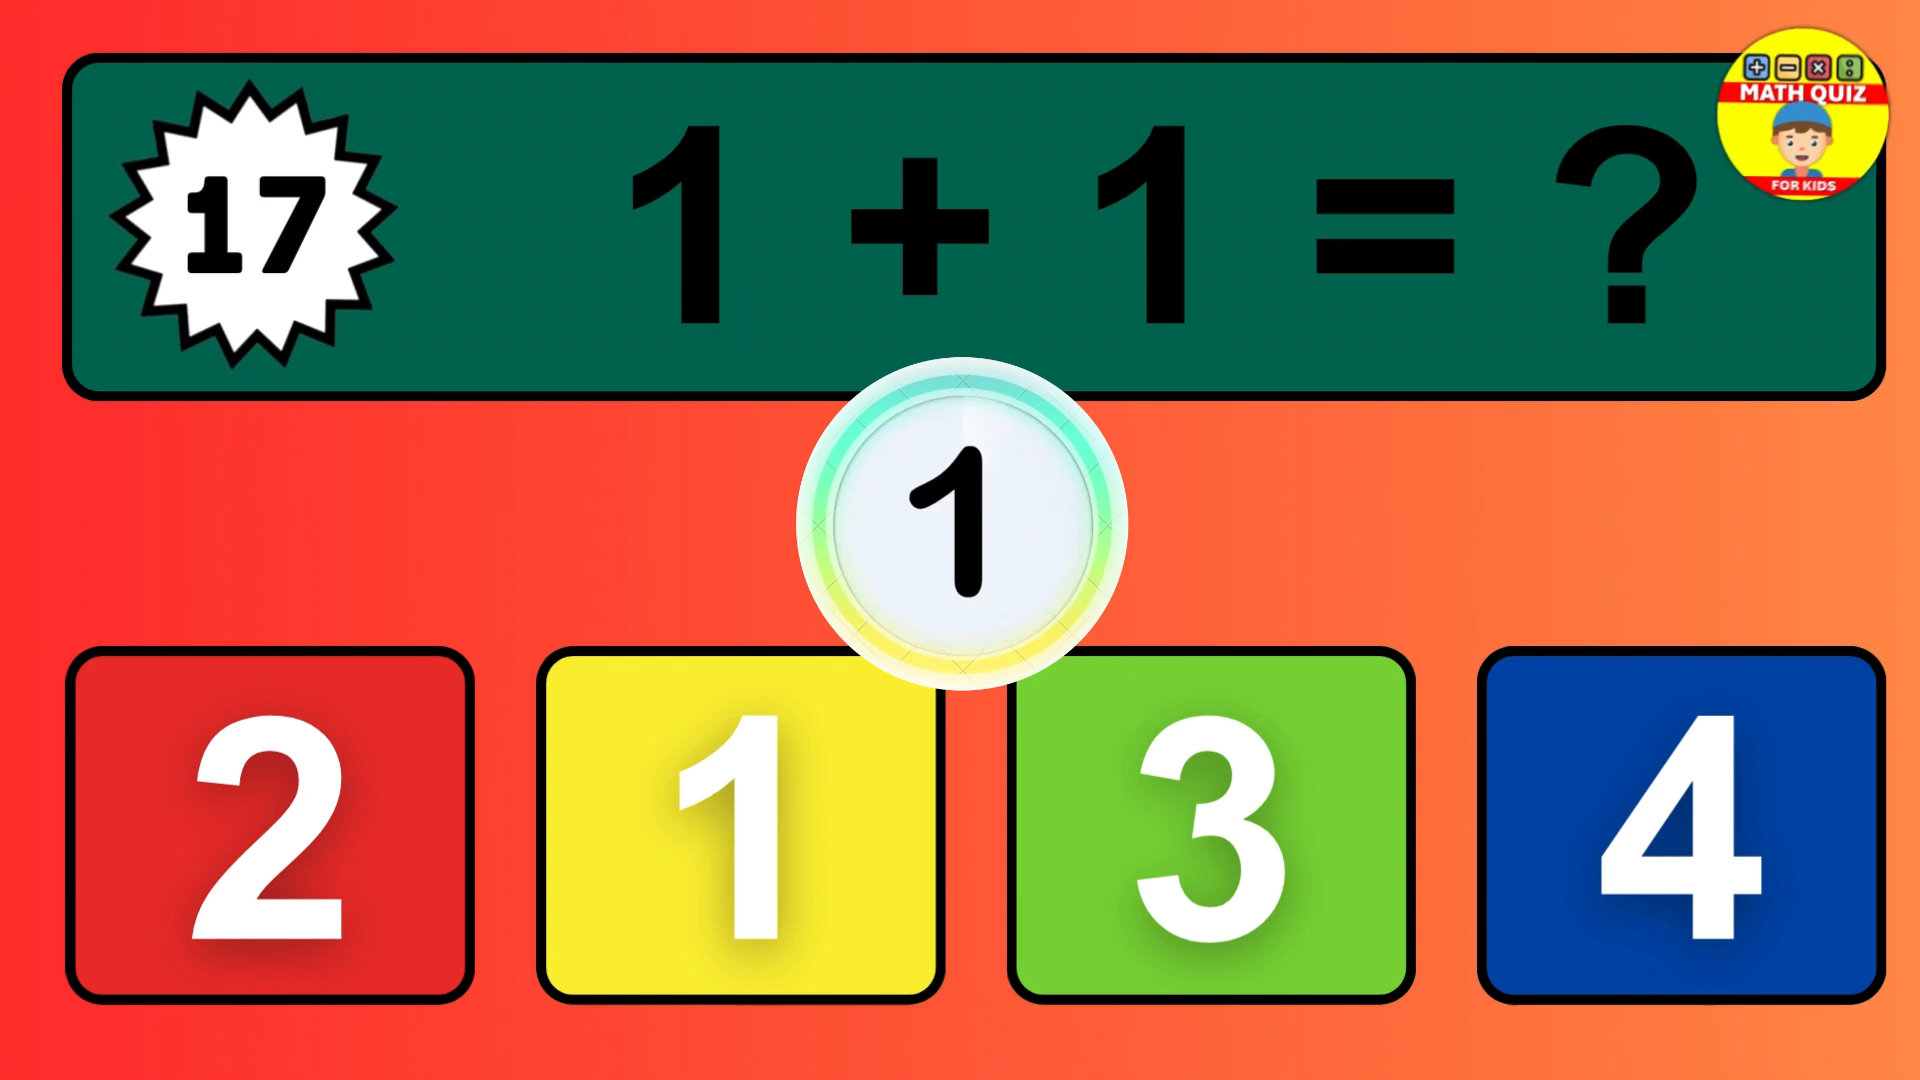 17
1 + 1 = ?
+ - × :
MATH QUIZ
FOR KIDS
1
2 1 3 4